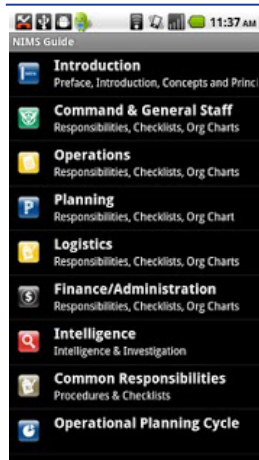 11:37 AM
NIMS Guide
Introduction
Preface, Introduction, Concepts and Princi
Command & General Staff
Responsibilities, Checklists, Org Charts
Operations
Responsibilities, Checklists, Org Charts
Planning
Responsibilities, Checklists, Org Chart
Logistics
Responsibilities, Checklists, Org Charts
Finance/Administration
Responsibilities, Checklists, Org Charts
Intelligence
Intelligence & Investigation
Common Responsibilities
Procedures & Checklists
Operational Planning Cycle